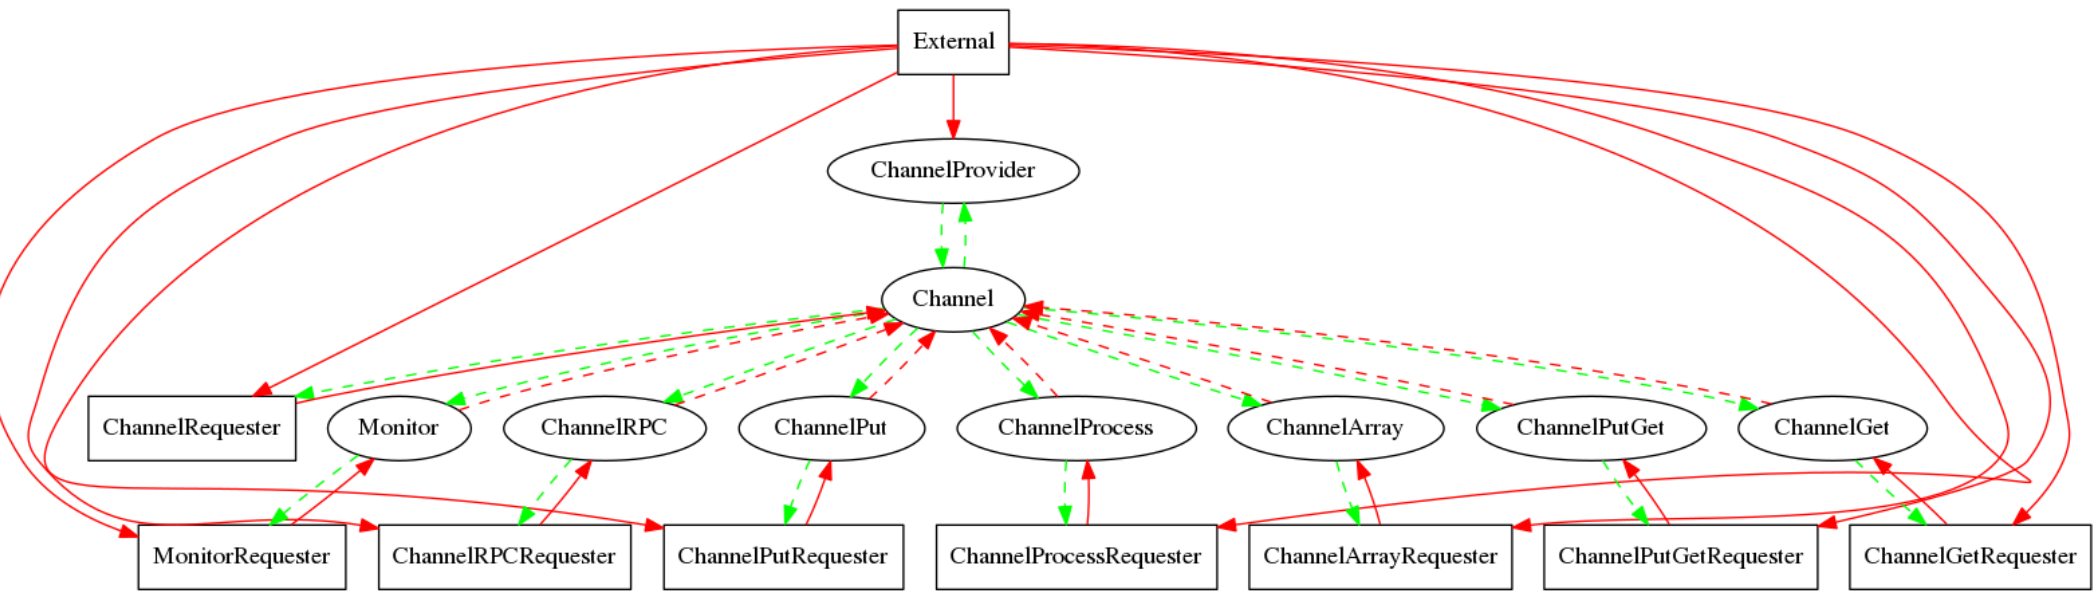 External
ChannelProvider
Channel
ChannelRequester
Monitor
ChannelRPC
ChannelPut
ChannelProcess
ChannelArray
ChannelPutGet
ChannelGet
MonitorRequester
ChannelRPCRequester
ChannelPutRequester
ChannelProcessRequester
ChannelArrayRequester
ChannelPutGetRequester
ChannelGetRequester